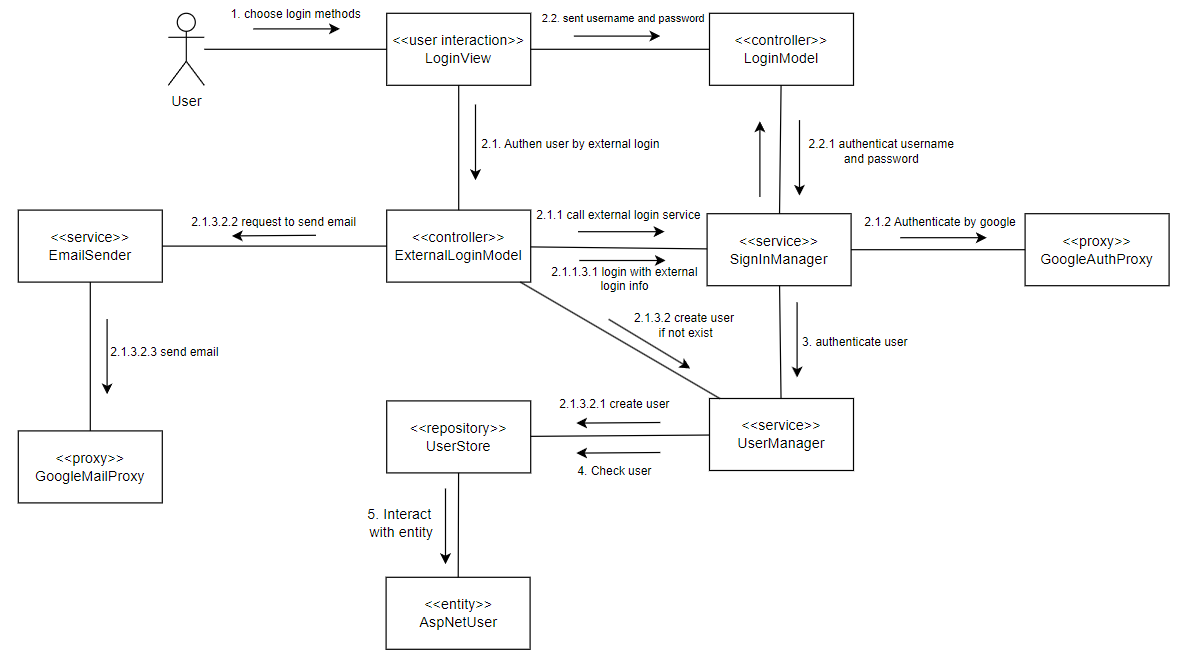 1. choose login methods
2.2. sent username and password
<<user interaction>>
LoginView
<<controller>>
LoginModel
User
2.1. Authen user by external login
2.2.1 authenticat username
and password
2.1.3.2.2 request to send email
2.1.1 call external login service
2.1.2 Authenticate by google
<<service>>
EmailSender
<<controller>>
ExternalLoginModel
<<service>>
SignInManager
<<proxy>>
GoogleAuthProxy
2.1.1.3.1 login with external
login info
2.1.3.2 create user
if not exist
2.1.3.2.3 send email
3. authenticate user
2.1.3.2.1 create user
<<repository>>
UserStore
<<service>>
UserManager
<<proxy>>
GoogleMailProxy
4. Check user
5. Interact
with entity
<<entity>>
AspNetUser